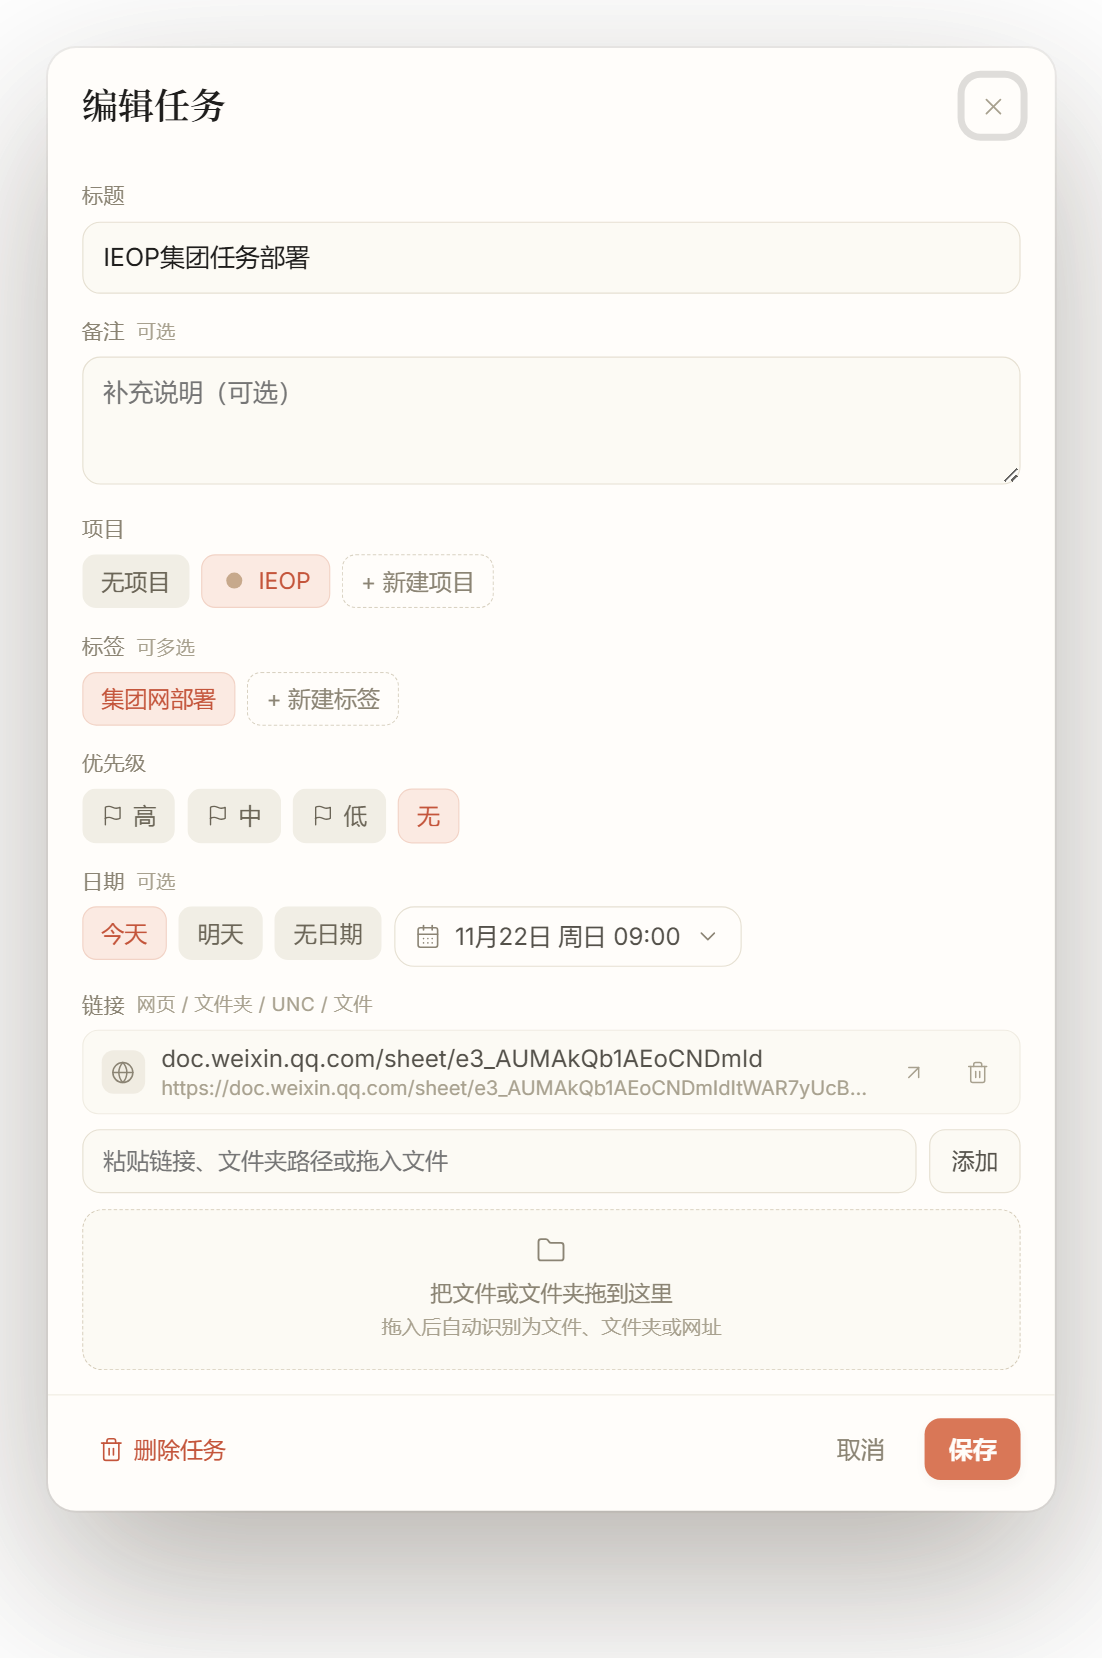 编辑任务
标题
IEOP集团任务部署
备注 可选
补充说明（可选）
项目
无项目 IEOP + 新建项目
标签 可多选
集团网部署 + 新建标签
优先级
高 中 低 无
日期 可选
今天 明天 无日期 11月22日 周日 09:00
链接 网页 / 文件夹 / UNC / 文件
doc.weixin.qq.com/sheet/e3_AUMAkQb1AEoCNDmId
https://doc.weixin.qq.com/sheet/e3_AUMAkQb1AEoCNDmIdItWAR7yUcB...
粘贴链接、文件夹路径或拖入文件 添加
把文件或文件夹拖到这里
拖入后自动识别为文件、文件夹或网址
删除任务 取消 保存